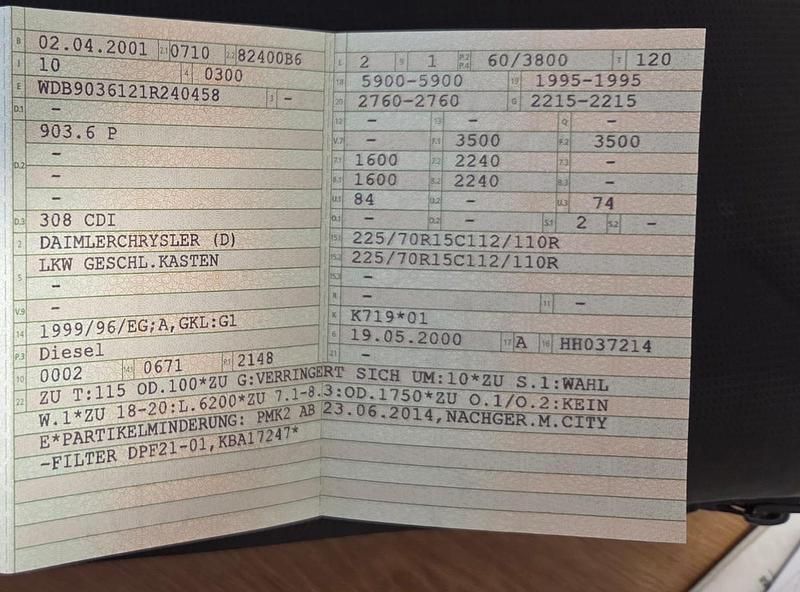 B 02.04.2001 2.1 0710 2.2 82400B6
J 10 4 0300
E WDB9036121R240458 3 -
D.1 -
903.6 P
D.2 -
-
-
D.3 308 CDI
2 DAIMLERCHRYSLER (D)
5 LKW GESCHL.KASTEN
-
V.9 -
14 1999/96/EG;A,GKL:G1
P.3 Diesel
10 0002 14.1 0671 P.1 2148
L 2 9 1 P.2 P.4 60/3800 T 120
18 5900-5900 19 1995-1995
20 2760-2760 G 2215-2215
12 - 13 - Q -
V.7 - F.1 3500 F.2 3500
7.1 1600 7.2 2240 7.3 -
8.1 1600 8.2 2240 8.3 -
U.1 84 U.2 - U.3 74
O.1 - O.2 - S.1 2 S.2 -
15.1 225/70R15C112/110R
15.2 225/70R15C112/110R
15.3 -
R - 11 -
K K719*01
6 19.05.2000 17 A 16 HH037214
21 -
22 ZU T:115 OD.100*ZU G:VERRINGERT SICH UM:10*ZU S.1:WAHL
W.1*ZU 18-20:L.6200*ZU 7.1-8.3:OD.1750*ZU O.1/O.2:KEIN
E*PARTIKELMINDERUNG: PMK2 AB 23.06.2014,NACHGER.M.CITY
-FILTER DPF21-01,KBA17247*